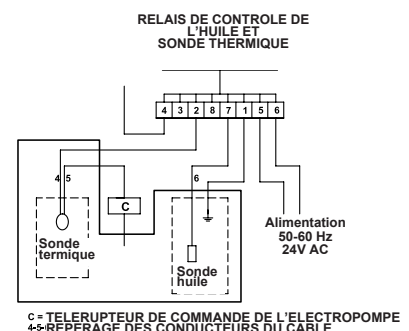 RELAIS DE CONTROLE DE
L'HUILE ET
SONDE THERMIQUE
4 3 2 8 7 1 5 6
4 5
6
C
Sonde
termique
Sonde
huile
Alimentation
50-60 Hz
24V AC
C = TELERUPTEUR DE COMMANDE DE L'ELECTROPOMPE
4-5-6 REPERAGE DES CONDUCTEURS DU CABLE